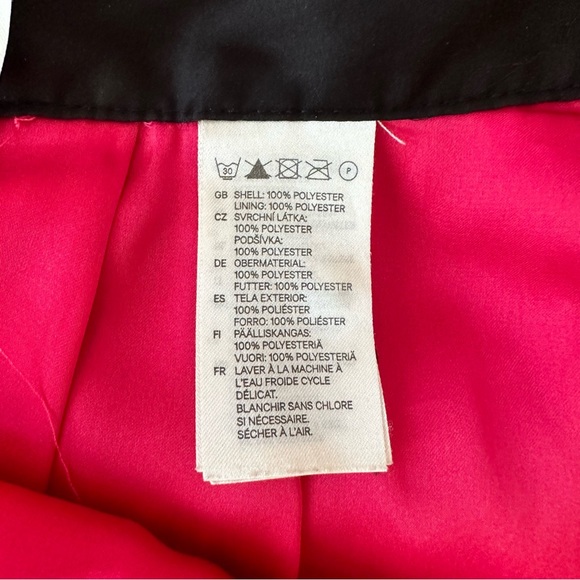 30 P
GB SHELL: 100% POLYESTER
LINING: 100% POLYESTER
CZ SVRCHNÍ LÁTKA:
100% POLYESTER
PODŠÍVKA:
100% POLYESTER
DE OBERMATERIAL:
100% POLYESTER
FUTTER: 100% POLYESTER
ES TELA EXTERIOR:
100% POLIÉSTER
FORRO: 100% POLIÉSTER
FI PÄÄLLISKANGAS:
100% POLYESTERIÄ
VUORI: 100% POLYESTERIÄ
FR LAVER À LA MACHINE À
L'EAU FROIDE CYCLE
DÉLICAT.
BLANCHIR SANS CHLORE
SI NÉCESSAIRE.
SÉCHER À L'AIR.